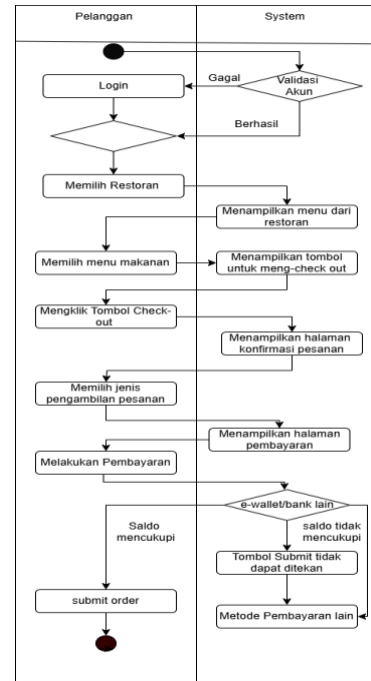 Pelanggan
System
Gagal
Validasi
Akun
Login
Berhasil
Memilih Restoran
Menampilkan menu dari
restoran
Memilih menu makanan
Menampilkan tombol
untuk meng-check out
Mengklik Tombol Check-
out
Menampilkan halaman
konfirmasi pesanan
Memilih jenis
pengambilan pesanan
Menampilkan halaman
pembayaran
Melakukan Pembayaran
e-wallet/bank lain
Saldo
mencukupi
saldo tidak
mencukupi
Tombol Submit tidak
dapat ditekan
submit order
Metode Pembayaran lain